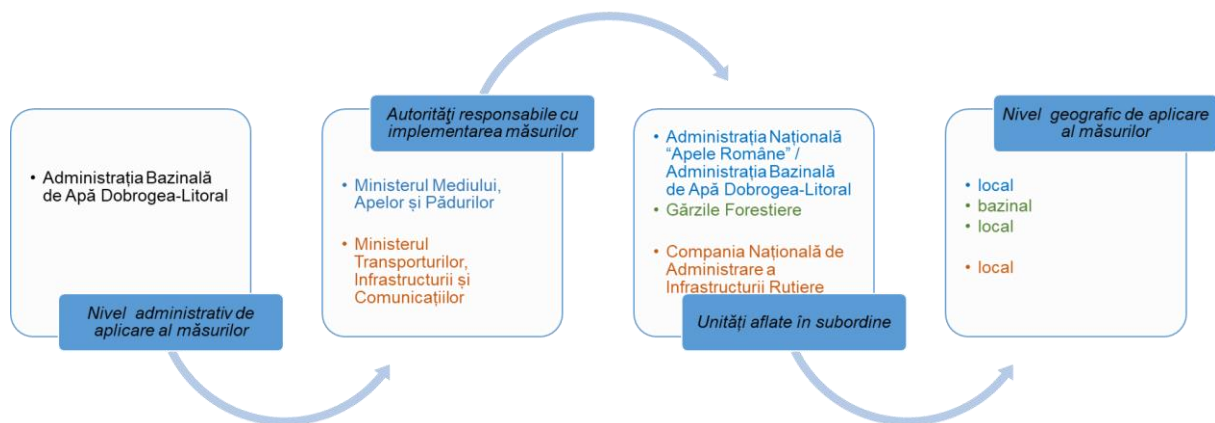 Administrația Bazinală
de Apă Dobrogea-Litoral
Nivel administrativ de
aplicare al măsurilor
Autorităţi responsabile cu
implementarea măsurilor
Ministerul Mediului,
Apelor și Pădurilor
Ministerul
Transporturilor,
Infrastructurii și
Comunicațiilor
Administrația Națională
“Apele Române” /
Administrația Bazinală
de Apă Dobrogea-Litoral
Gărzile Forestiere
Compania Națională de
Administrare a
Infrastructurii Rutiere
Unități aflate în subordine
Nivel geografic de aplicare
al măsurilor
local
bazinal
local
local